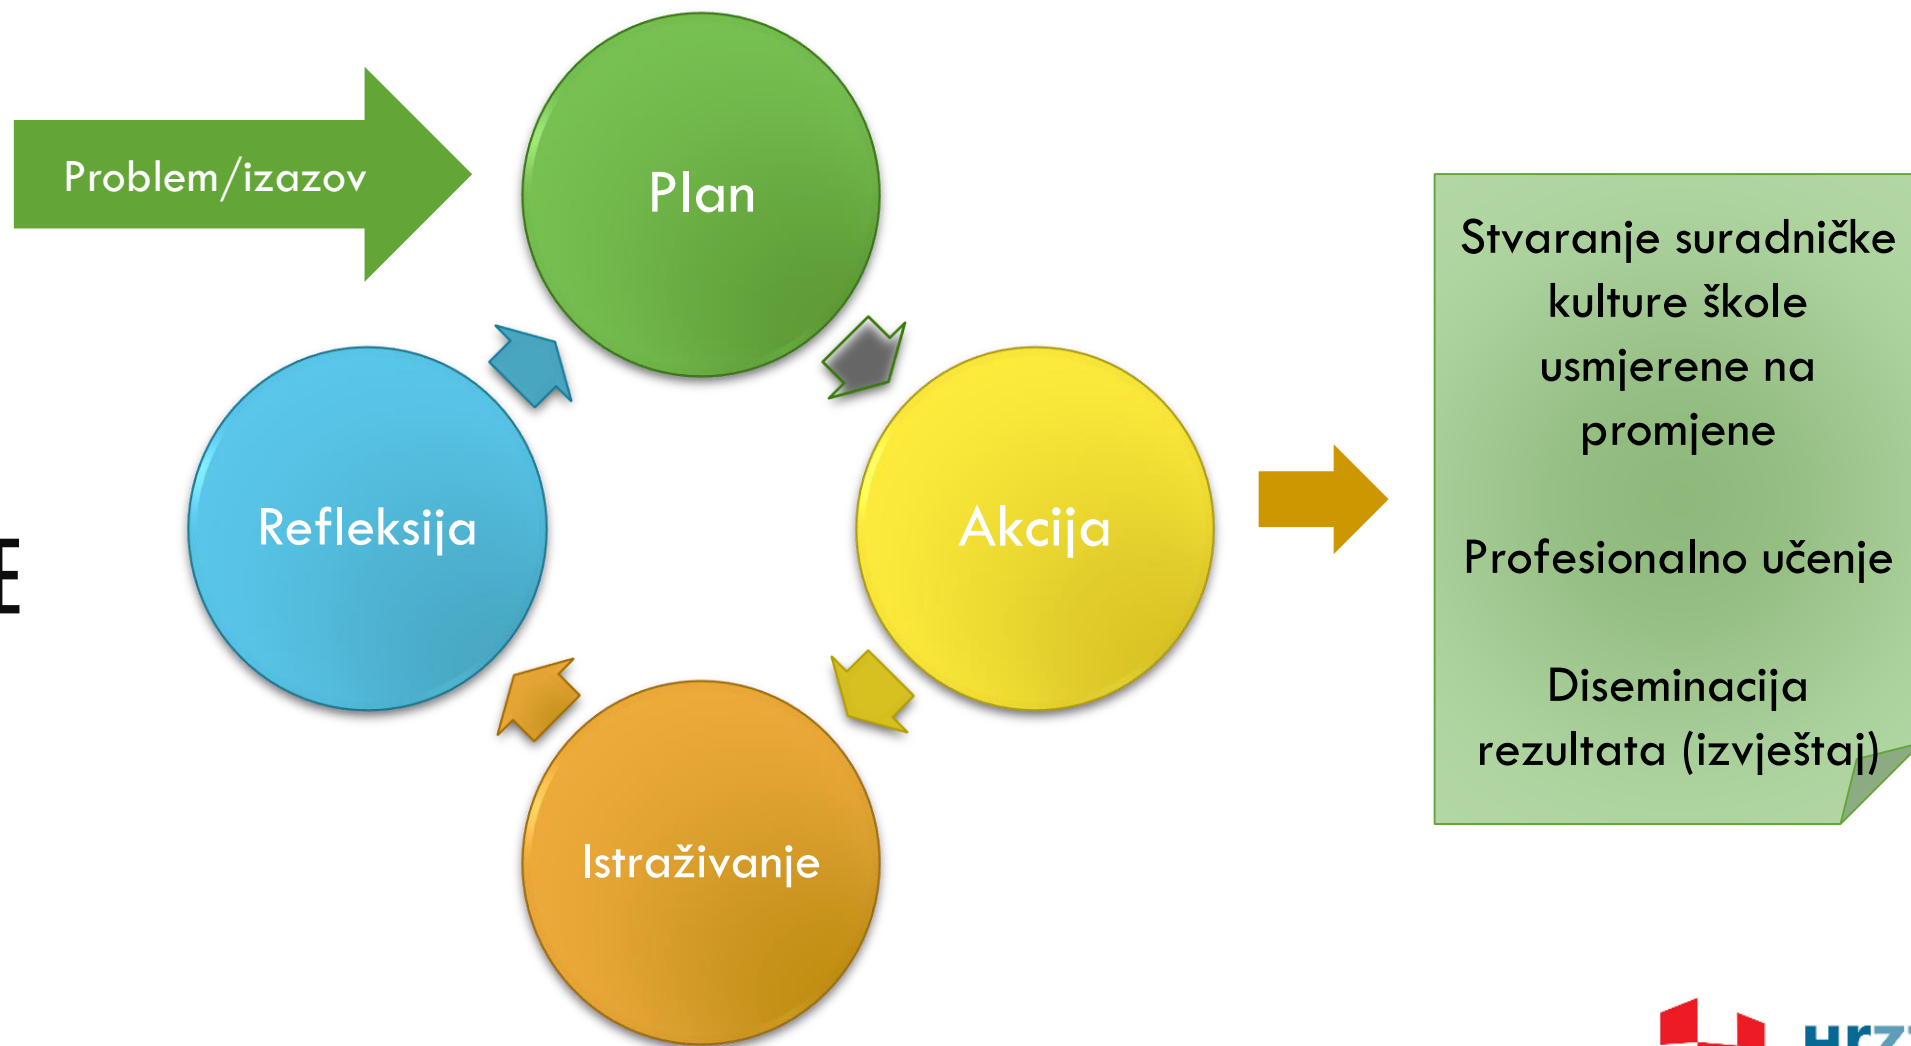 Problem/izazov
Plan
Akcija
Istraživanje
Refleksija
Stvaranje suradničke
kulture škole
usmjerene na
promjene
Profesionalno učenje
Diseminacija
rezultata (izvještaj)